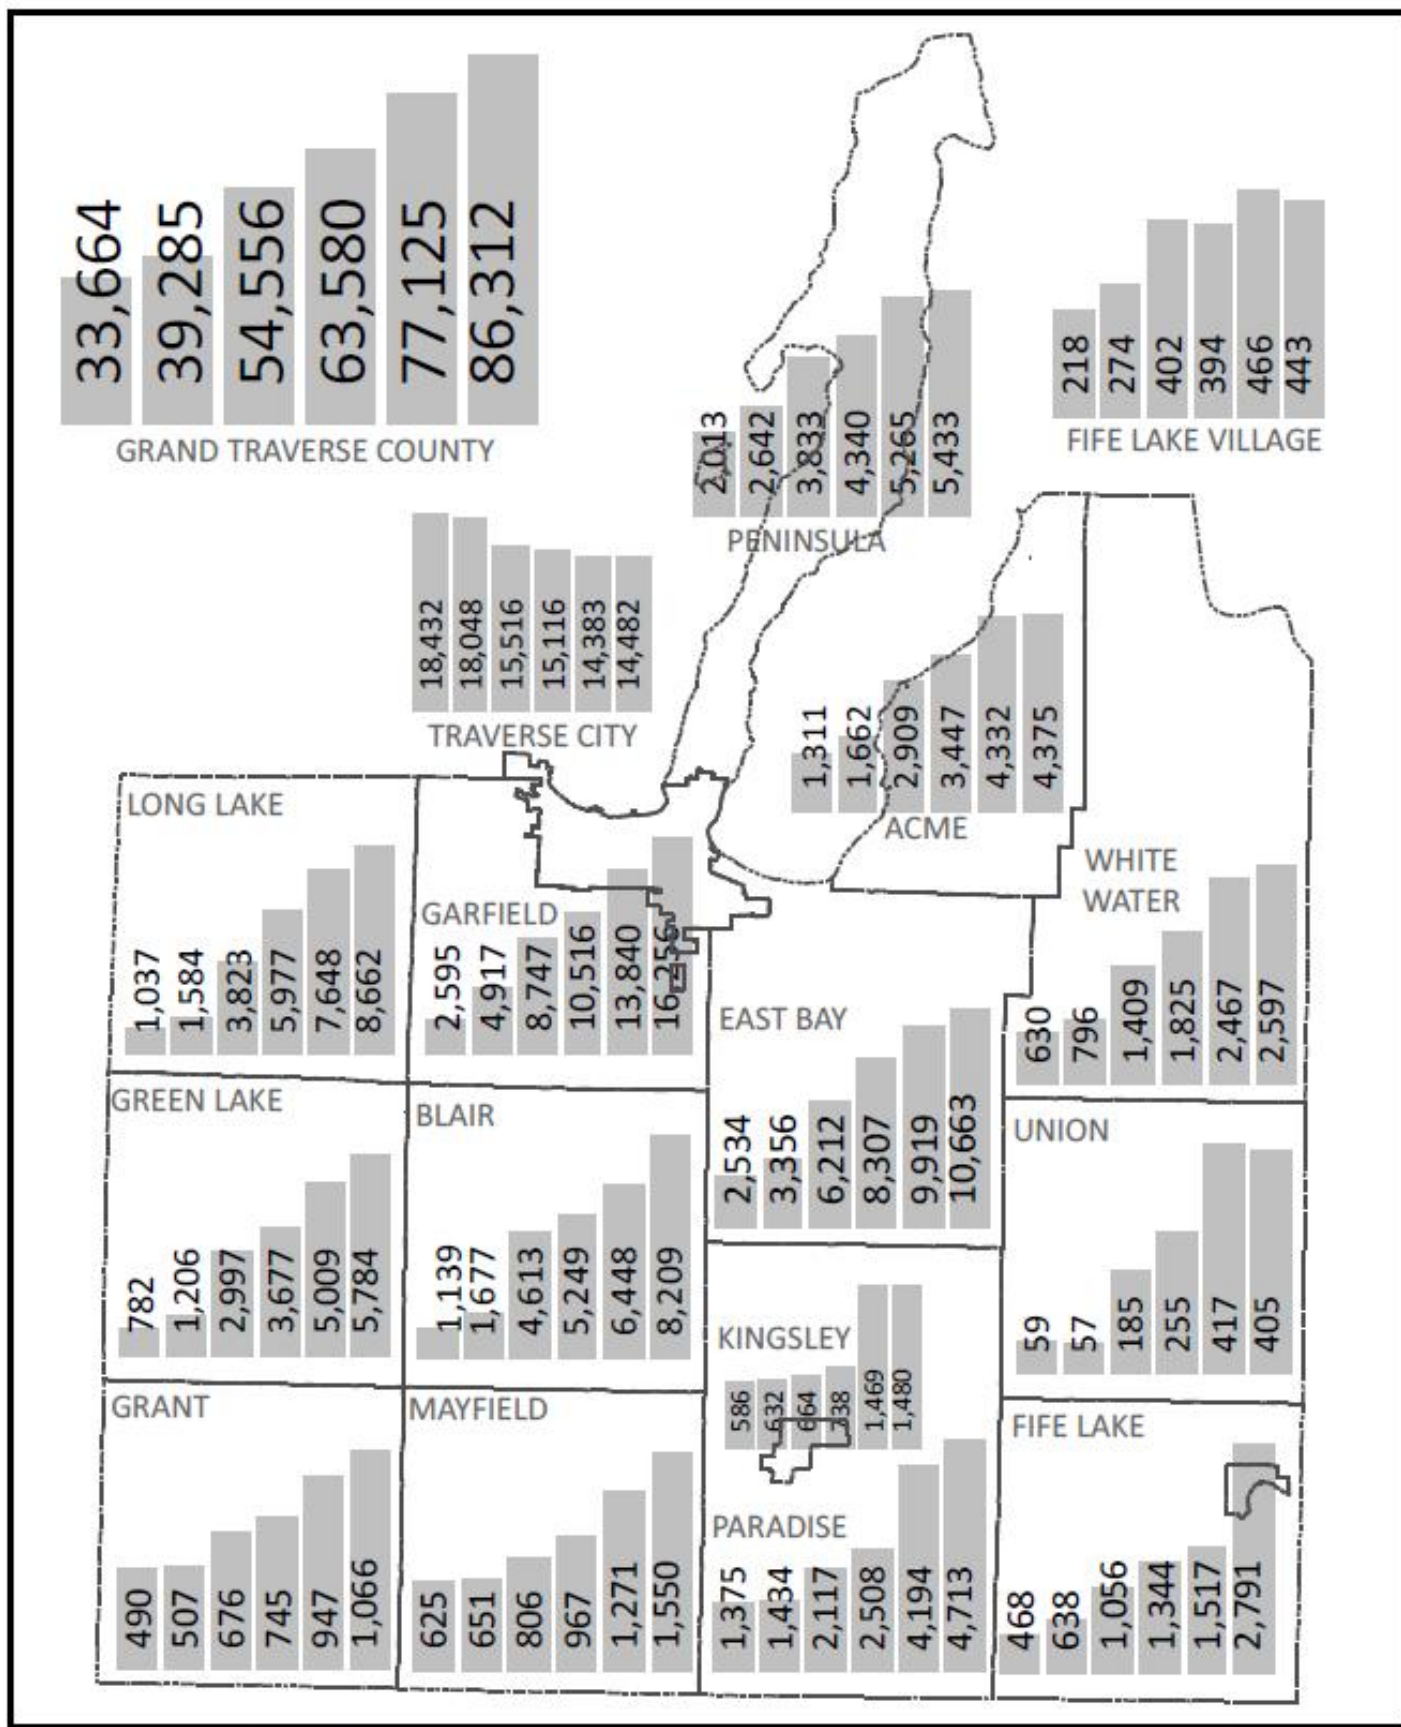 33,664 39,285 54,556 63,580 77,125 86,312
GRAND TRAVERSE COUNTY
218 274 402 394 466 443
FIFE LAKE VILLAGE
2,013 2,642 3,833 4,340 5,265 5,433
PENINSULA
18,432 18,048 15,516 15,116 14,383 14,482
TRAVERSE CITY
1,311 1,662 2,909 3,447 4,332 4,375
ACME
LONG LAKE
1,037 1,584 3,823 5,977 7,648 8,662
GARFIELD
2,595 4,917 8,747 10,516 13,840 16,256
WHITE
WATER
630 796 1,409 1,825 2,467 2,597
EAST BAY
2,534 3,356 6,212 8,307 9,919 10,663
GREEN LAKE
782 1,206 2,997 3,677 5,009 5,784
BLAIR
1,139 1,677 4,613 5,249 6,448 8,209
UNION
59 57 185 255 417 405
KINGSLEY
586 632 664 738 1,469 1,480
GRANT
490 507 676 745 947 1,066
MAYFIELD
625 651 806 967 1,271 1,550
PARADISE
1,375 1,434 2,117 2,508 4,194 4,713
FIFE LAKE
468 638 1,056 1,344 1,517 2,791